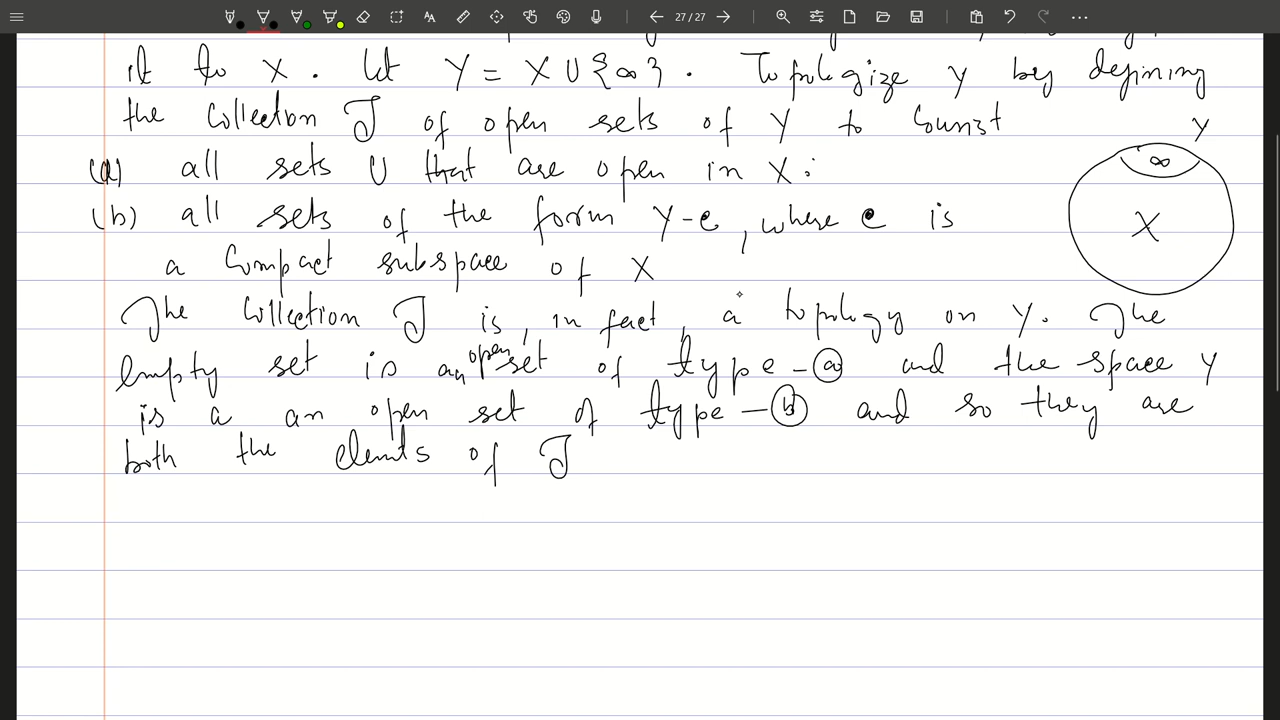 27 / 27
it to X. Let Y = X ∪ {∞}. Topologize Y by defining
the collection J of open sets of Y to consist
Y
(a) all sets U that are open in X.
∞
(b) all sets of the form Y-C, where C is
X
a compact subspace of X
The collection J is, in fact, a topology on Y. The
empty set is an open set of type - (a) and the space Y
is a an open set of type - (b) and so they are
both the elemnts of J